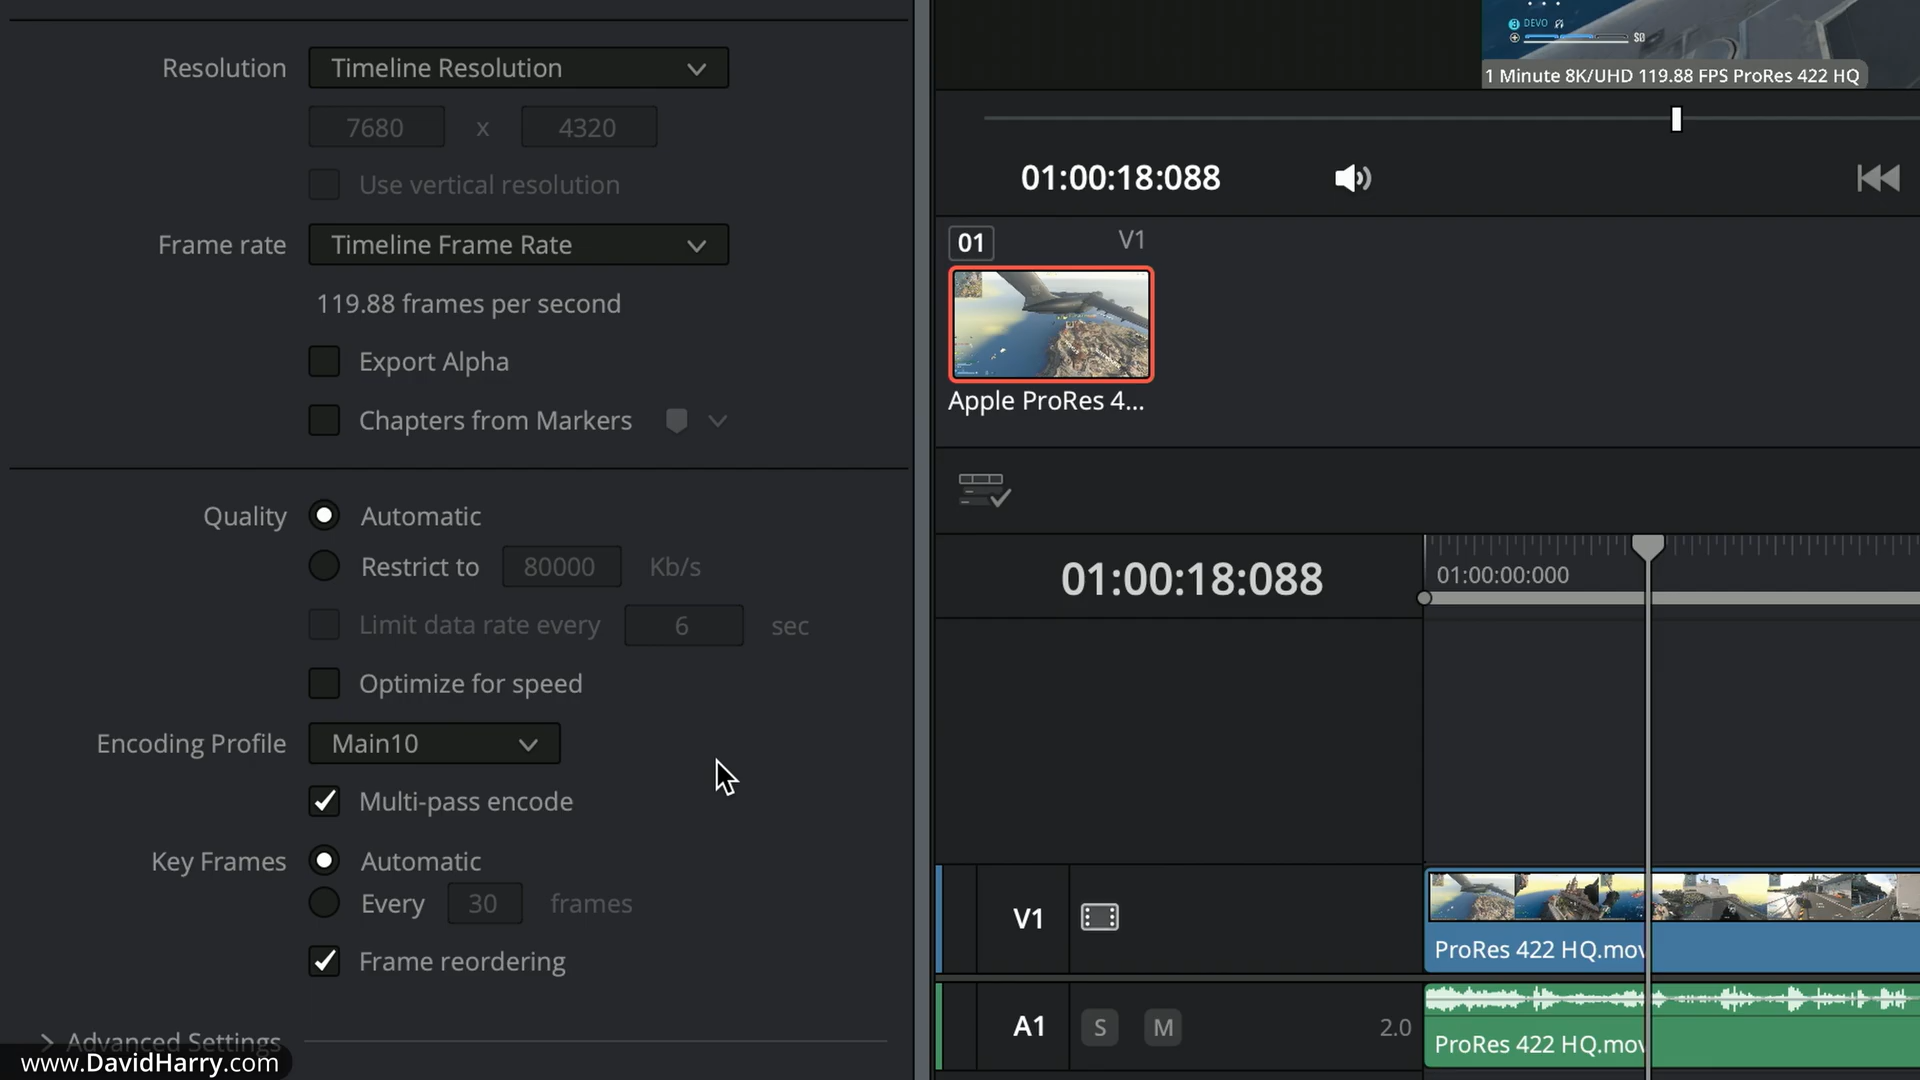 Resolution
Timeline Resolution
7680 x 4320
Use vertical resolution
Frame rate
Timeline Frame Rate
119.88 frames per second
Export Alpha
Chapters from Markers
Quality
Automatic
Restrict to 80000 Kb/s
Limit data rate every 6 sec
Optimize for speed
Encoding Profile
Main10
Multi-pass encode
Key Frames
Automatic
Every 30 frames
Frame reordering
Advanced Settings
www.DavidHarry.com
DEVO
$0
1 Minute 8K/UHD 119.88 FPS ProRes 422 HQ
01:00:18:088
01 V1
Apple ProRes 4...
01:00:18:088
01:00:00:000
V1
ProRes 422 HQ.mov
A1 S M 2.0
ProRes 422 HQ.mov